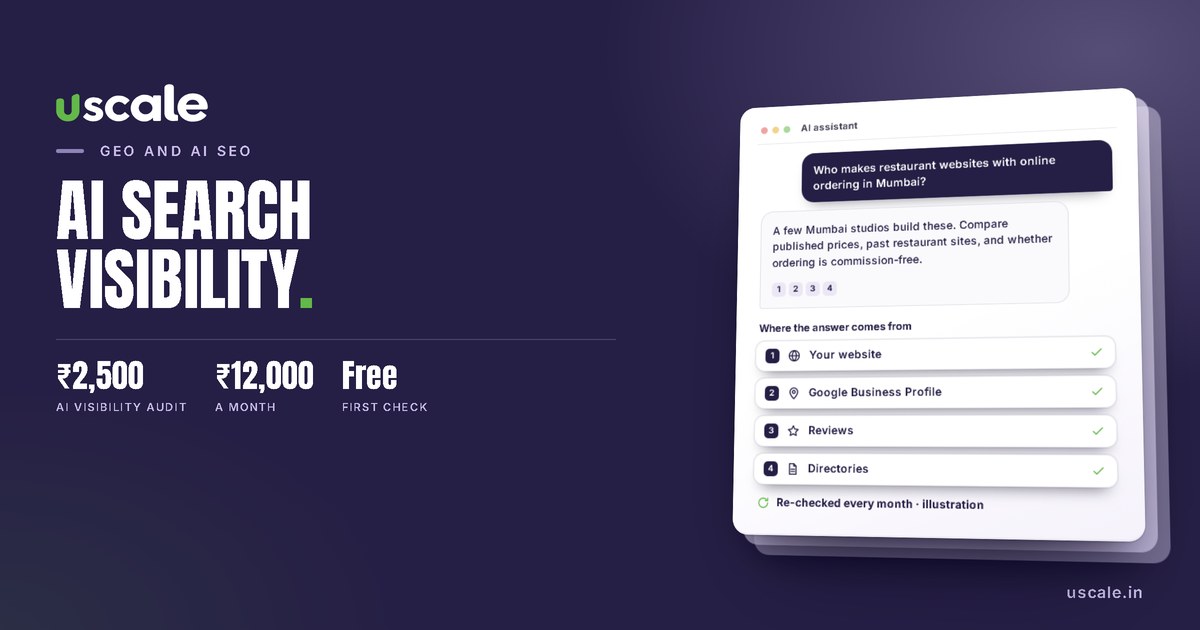 uscale
GEO AND AI SEO
AI SEARCH
VISIBILITY.
₹2,500
AI VISIBILITY AUDIT
₹12,000
A MONTH
Free
FIRST CHECK
AI assistant
Who makes restaurant websites with online
ordering in Mumbai?
A few Mumbai studios build these. Compare
published prices, past restaurant sites, and whether
ordering is commission-free.
1 2 3 4
Where the answer comes from
1 Your website
2 Google Business Profile
3 Reviews
4 Directories
Re-checked every month · illustration
uscale.in